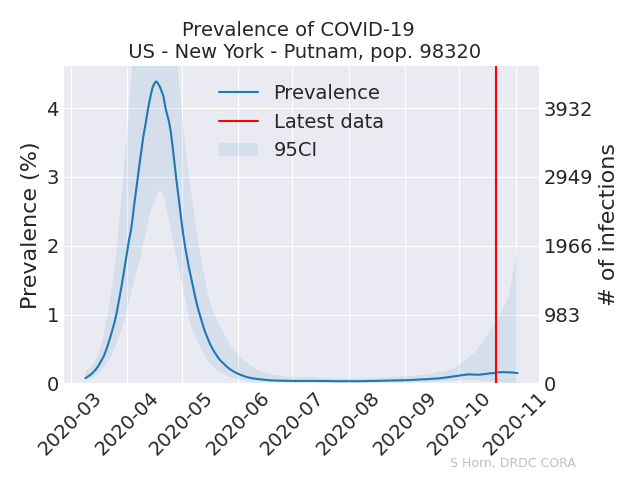 Prevalence of COVID-19
US - New York - Putnam, pop. 98320
Prevalence
Latest data
95CI
Prevalence (%)
4
3
2
1
0
3932
2949
1966
983
0
# of infections
2020-03
2020-04
2020-05
2020-06
2020-07
2020-08
2020-09
2020-10
2020-11
S Horn, DRDC CORA